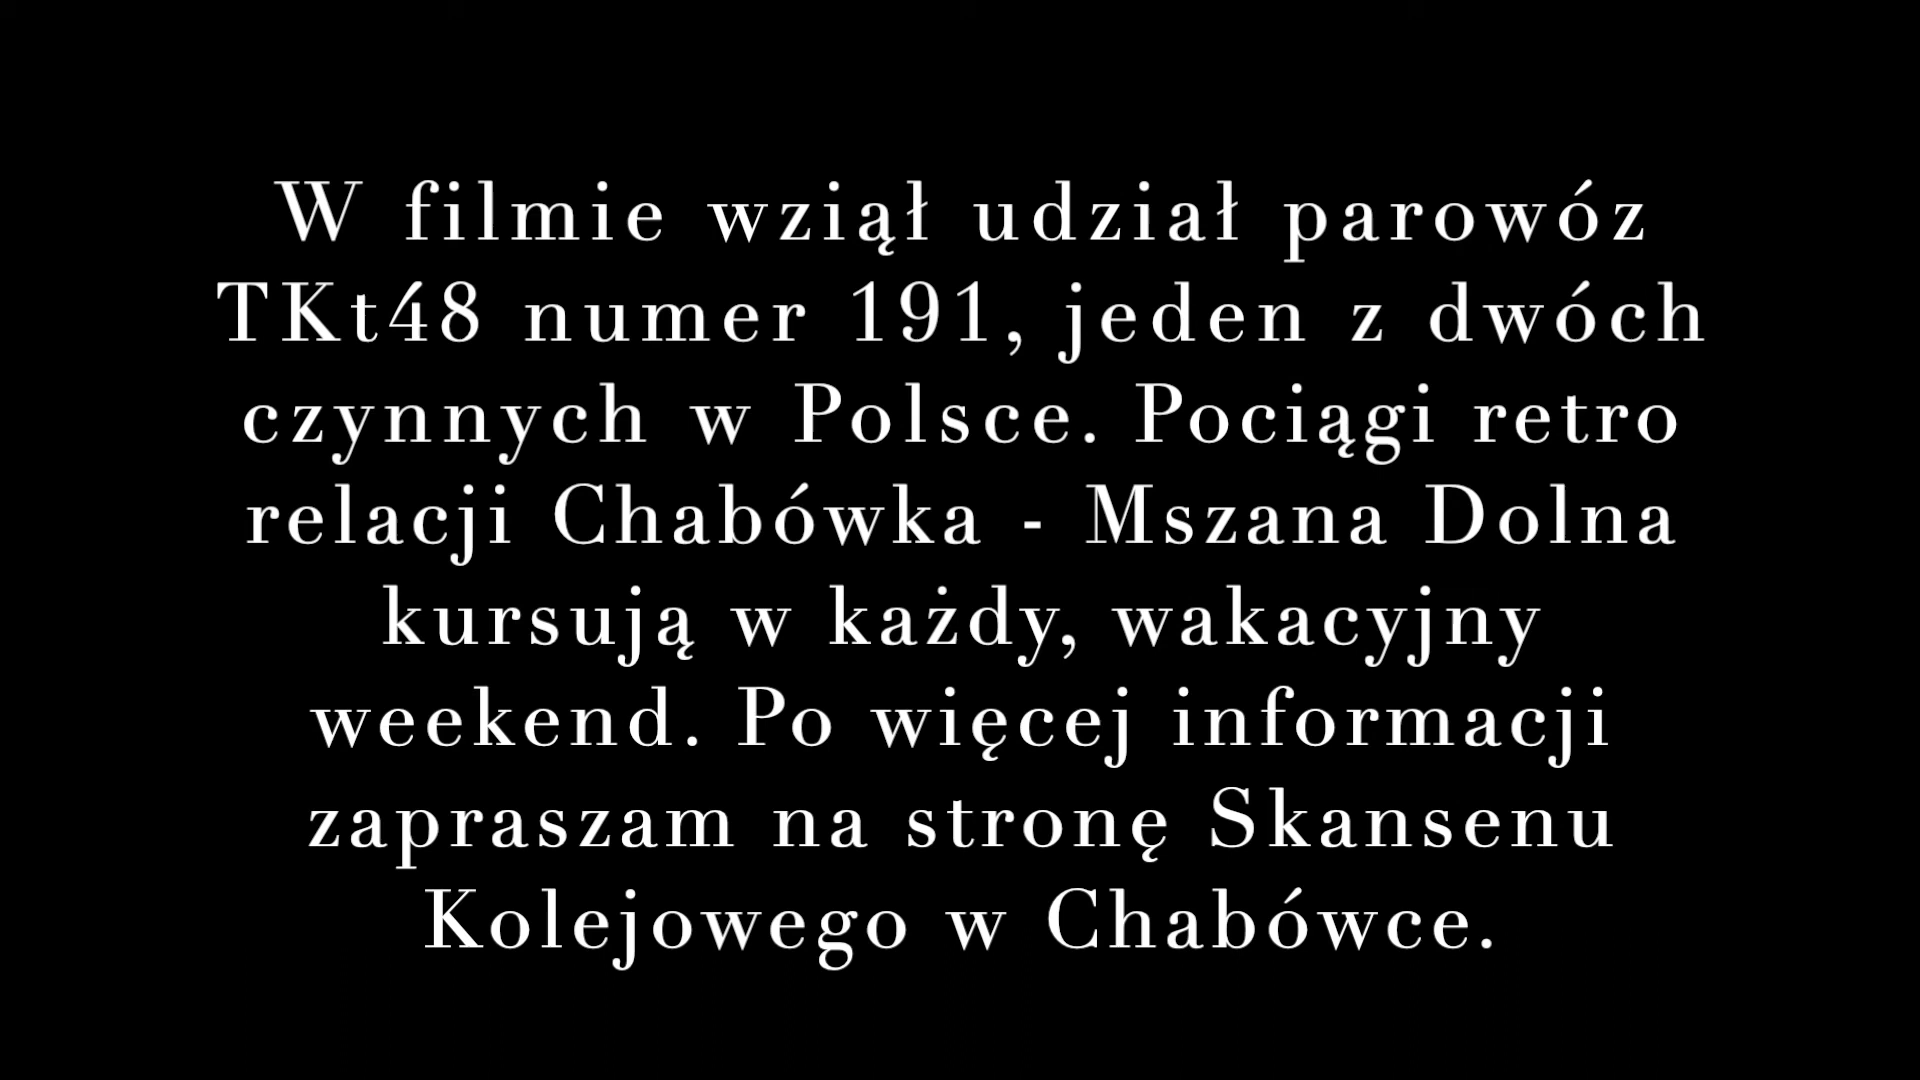 W filmie wziął udział parowóz
TKt48 numer 191, jeden z dwóch
czynnych w Polsce. Pociągi retro
relacji Chabówka - Mszana Dolna
kursują w każdy, wakacyjny
weekend. Po więcej informacji
zapraszam na stronę Skansenu
Kolejowego w Chabówce.